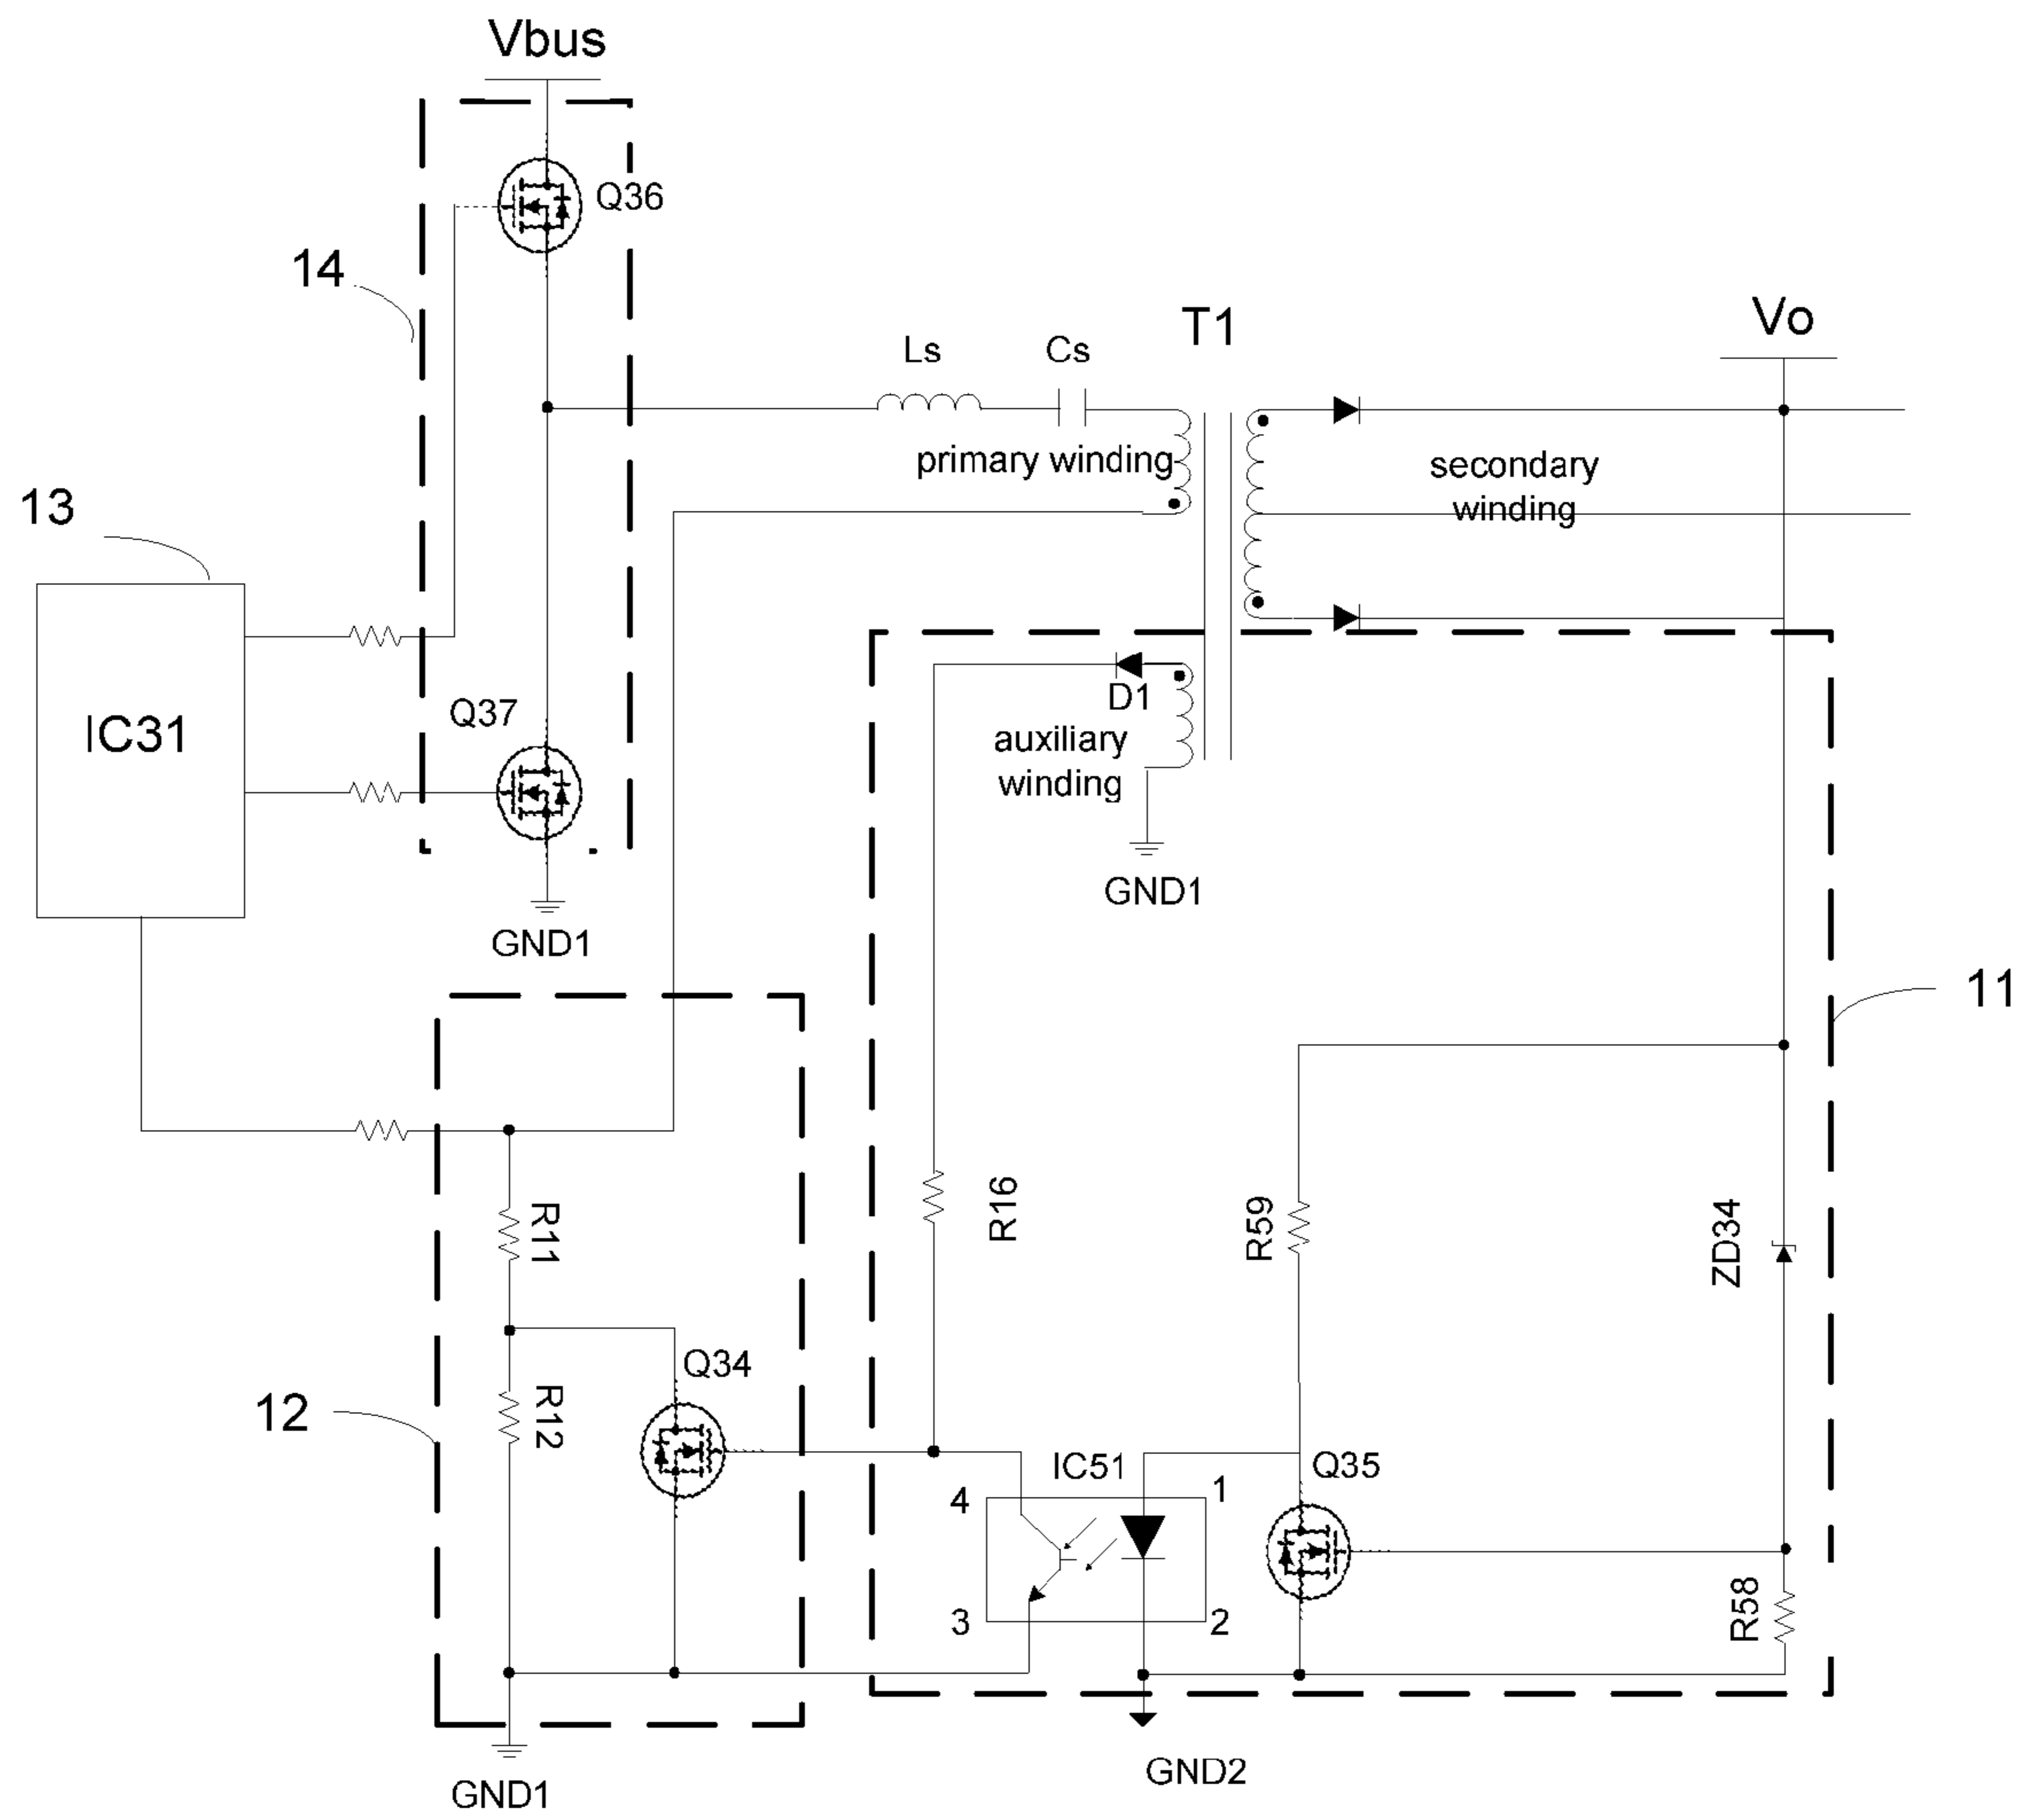 Vbus
Q36
14
T1
Vo
Ls
Cs
primary winding
secondary
winding
13
IC31
Q37
D1
auxiliary
winding
GND1
GND1
11
R11
R16
R59
ZD34
Q34
R12
12
IC51
Q35
4
1
3
2
R58
GND1
GND2